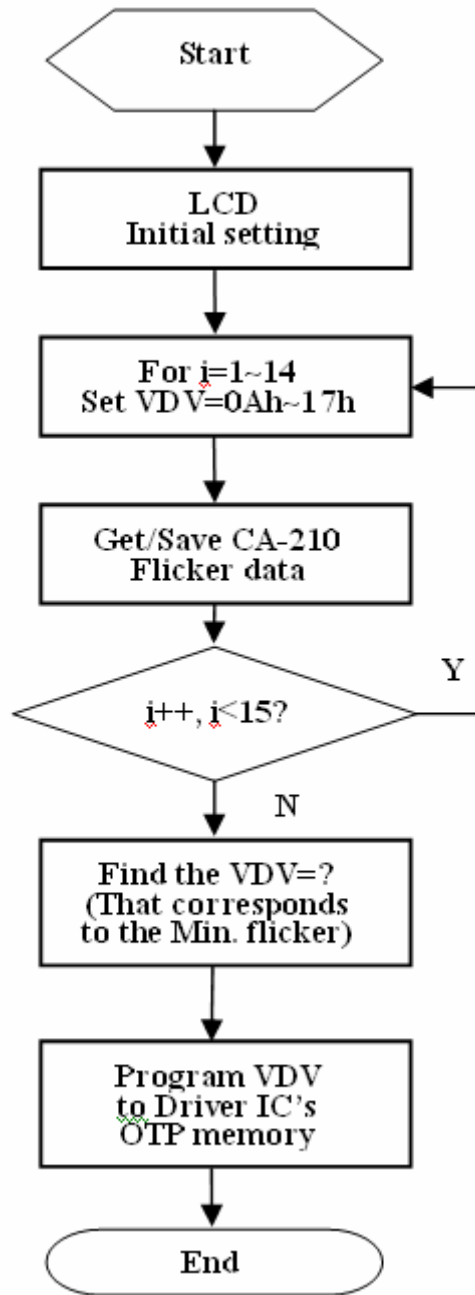 Start
LCD
Initial setting
For i=1~14
Set VDV=0Ah~17h
Get/Save CA-210
Flicker data
i++, i<15?
Y
N
Find the VDV=?
(That corresponds
to the Min. flicker)
Program VDV
to Driver IC's
OTP memory
End